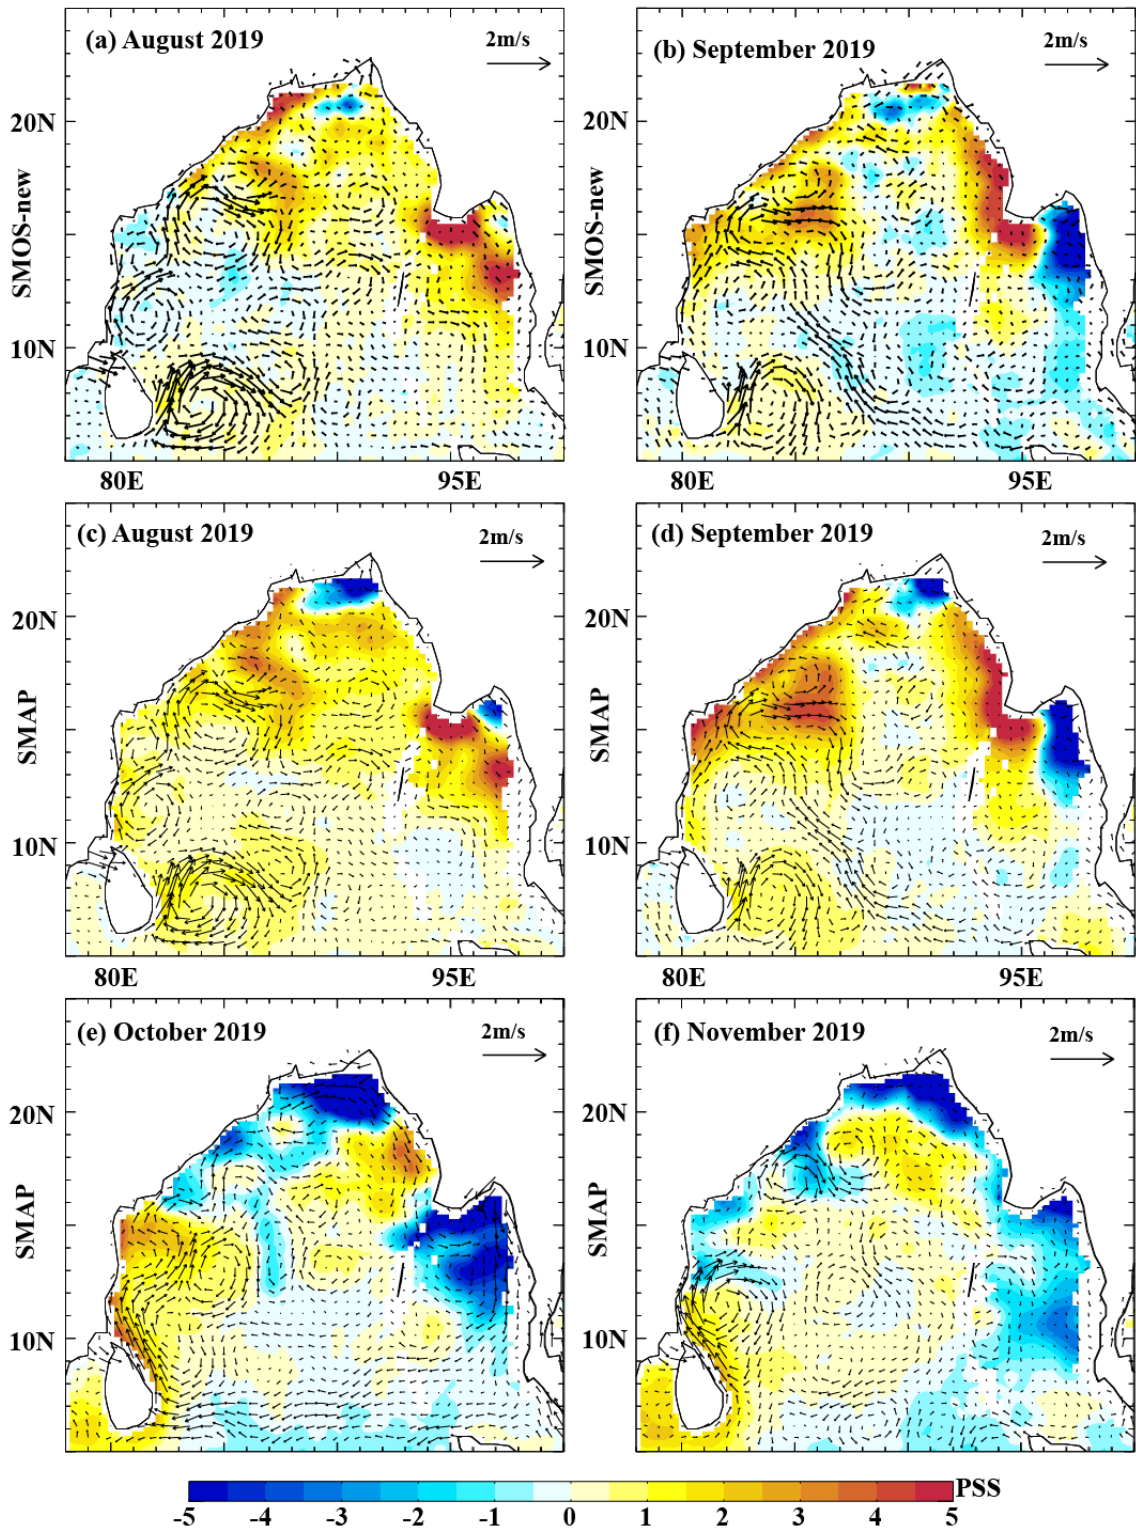 (a) August 2019
2m/s
20N
10N
SMOS-new
80E
95E
(b) September 2019
2m/s
20N
10N
SMOS-new
80E
95E
(c) August 2019
2m/s
20N
10N
SMAP
80E
95E
(d) September 2019
2m/s
20N
10N
SMAP
80E
95E
(e) October 2019
2m/s
20N
10N
SMAP
(f) November 2019
2m/s
20N
10N
SMAP
PSS
-5 -4 -3 -2 -1 0 1 2 3 4 5